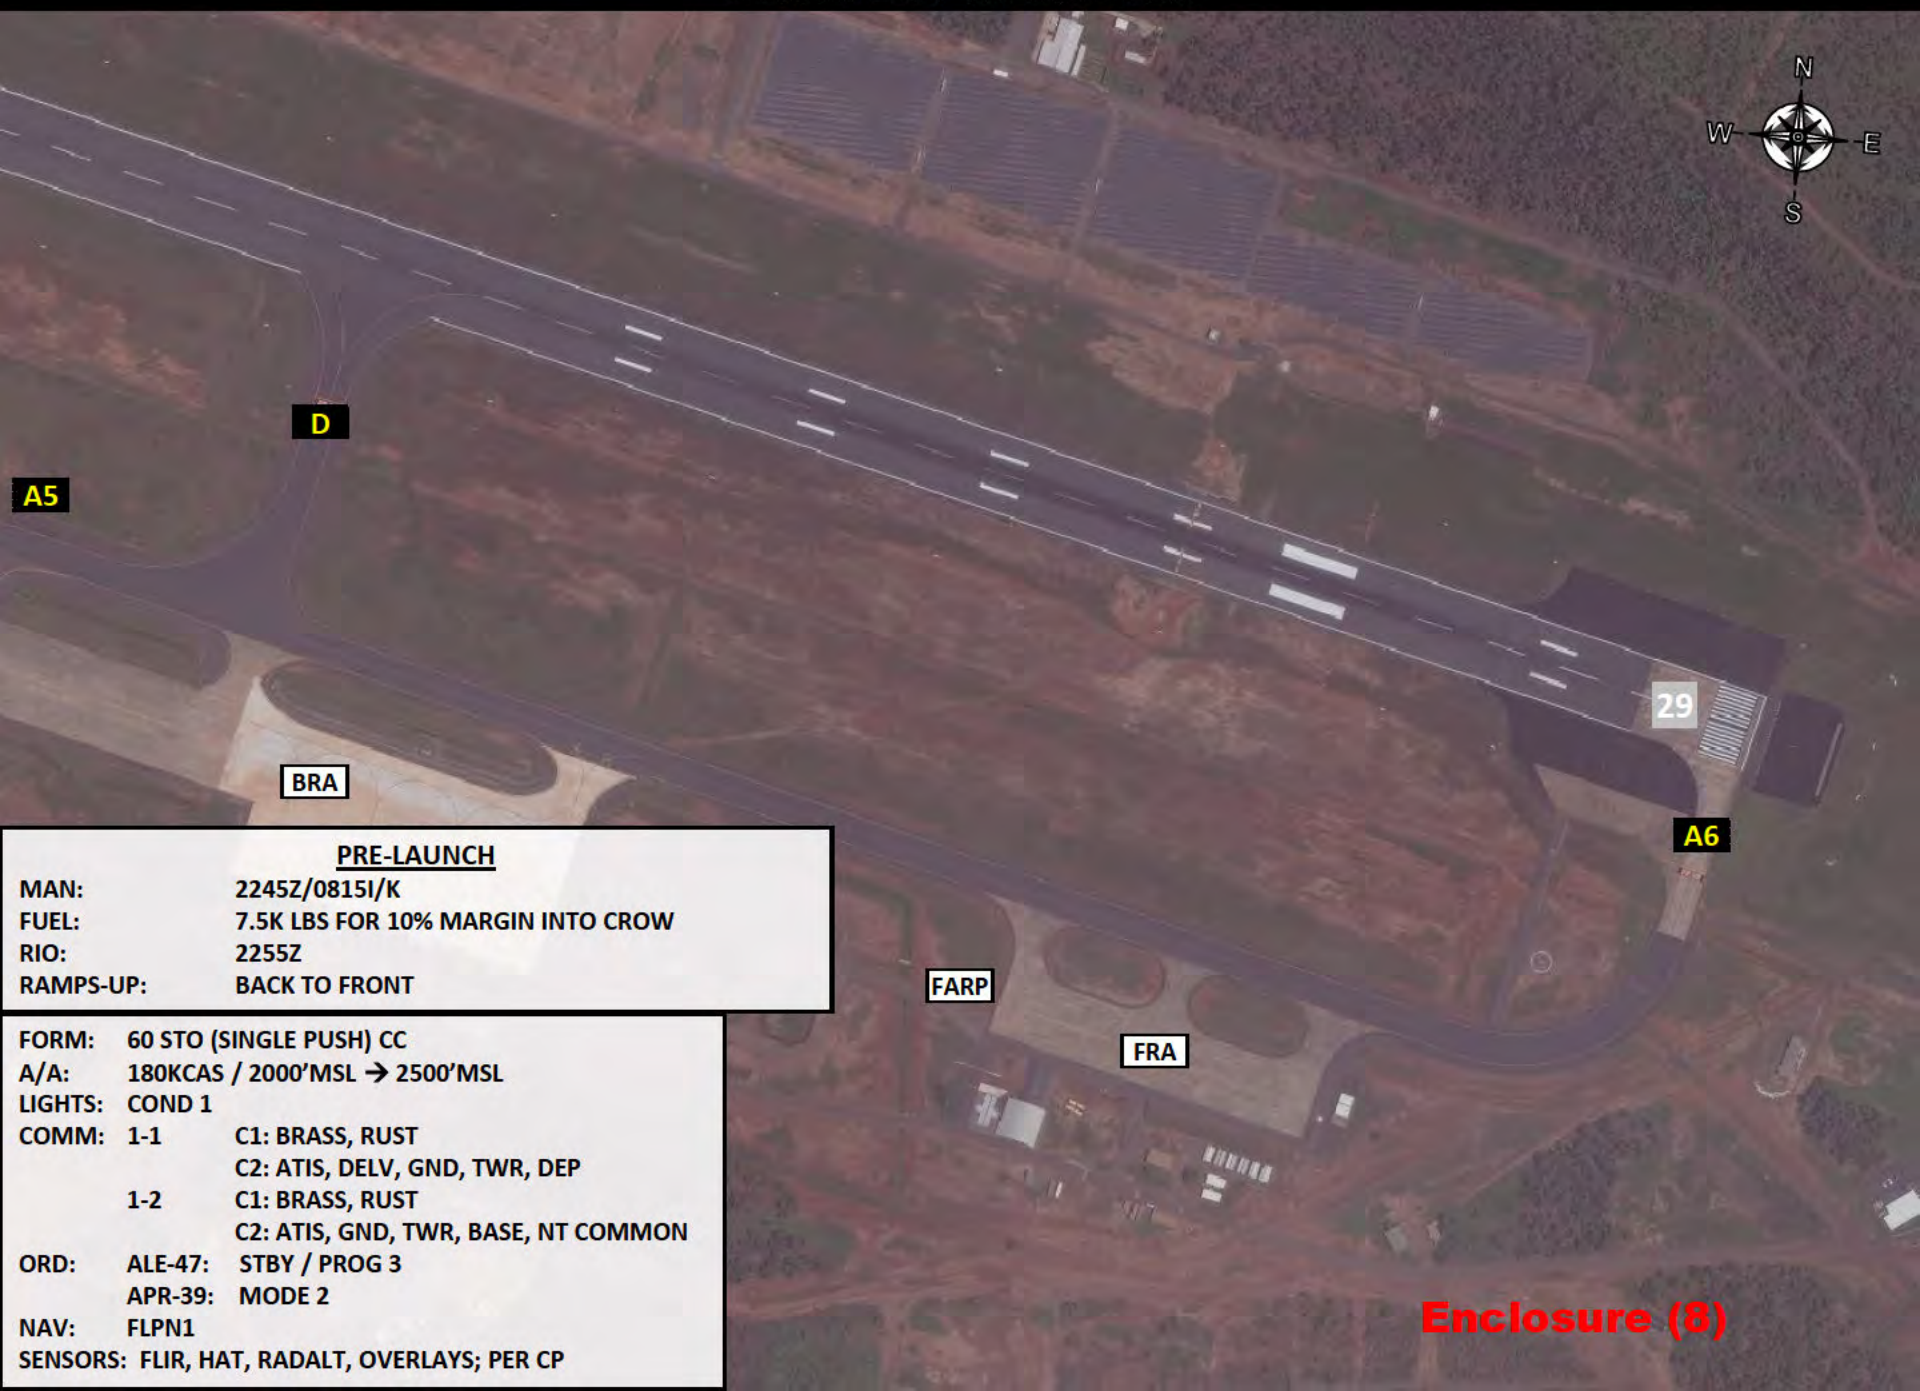 N
W E
S
D
A5
29
BRA
A6
PRE-LAUNCH
MAN: 2245Z/0815I/K
FUEL: 7.5K LBS FOR 10% MARGIN INTO CROW
RIO: 2255Z
RAMPS-UP: BACK TO FRONT
FARP
FRA
FORM: 60 STO (SINGLE PUSH) CC
A/A: 180KCAS / 2000’MSL → 2500’MSL
LIGHTS: COND 1
COMM: 1-1 C1: BRASS, RUST
C2: ATIS, DELV, GND, TWR, DEP
1-2 C1: BRASS, RUST
C2: ATIS, GND, TWR, BASE, NT COMMON
ORD: ALE-47: STBY / PROG 3
APR-39: MODE 2
NAV: FLPN1
SENSORS: FLIR, HAT, RADALT, OVERLAYS; PER CP
Enclosure (8)